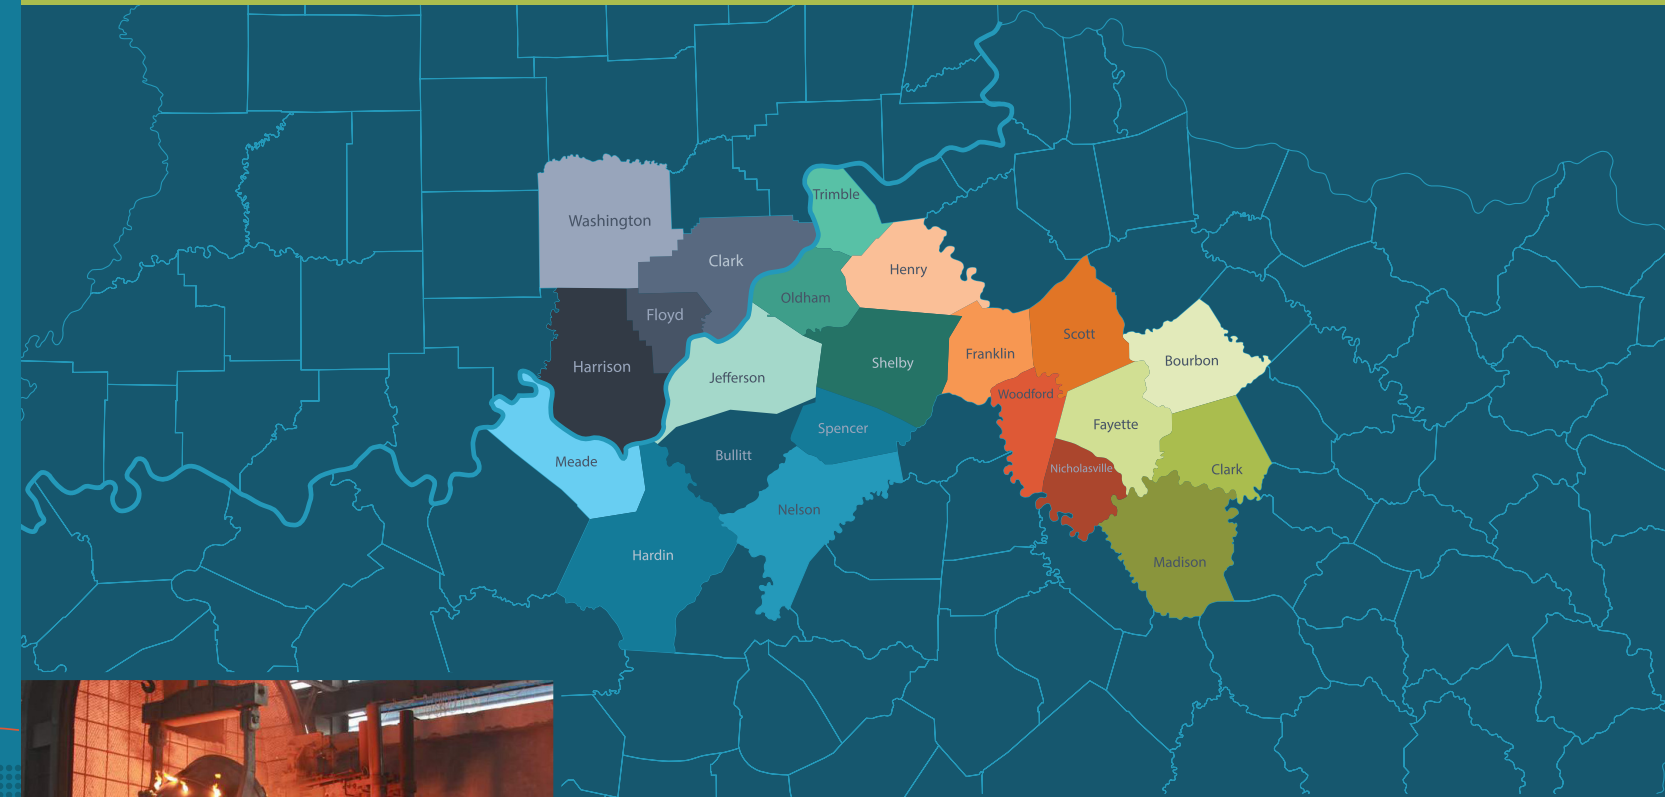 Trimble
Washington
Clark
Henry
Oldham
Floyd
Scott
Franklin
Bourbon
Shelby
Harrison
Jefferson
Woodford
Fayette
Spencer
Bullitt
Meade
Nicholasville
Clark
Nelson
Hardin
Madison